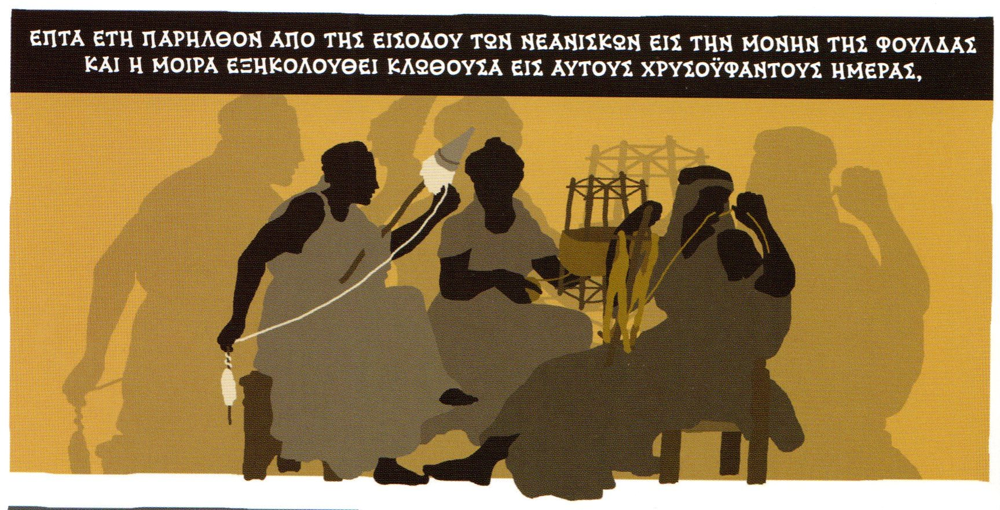 ΕΠΤΑ ΕΤΗ ΠΑΡΗΛΘΟΝ ΑΠΟ ΤΗΣ ΕΙΣΟΔΟΥ ΤΩΝ ΝΕΑΝΙΣΚΩΝ ΕΙΣ ΤΗΝ ΜΟΝΗΝ ΤΗΣ ΦΟΥΛΔΑΣ
ΚΑΙ Η ΜΟΙΡΑ ΕΞΗΚΟΛΟΥΘΕΙ ΚΛΩΘΟΥΣΑ ΕΙΣ ΑΥΤΟΥΣ ΧΡΥΣΟΫΦΑΝΤΟΥΣ ΗΜΕΡΑΣ,